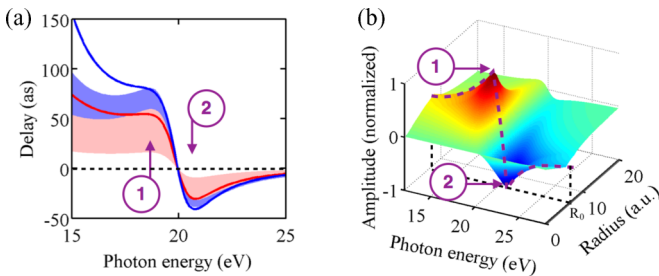 (a)
150
100
50
0
-50
Delay (as)
1
2
15
20
25
Photon energy (eV)
(b)
1
0
-1
Amplitude (normalized)
1
2
15
20
25
Photon energy (eV)
R₀
0
10
20
Radius (a.u.)